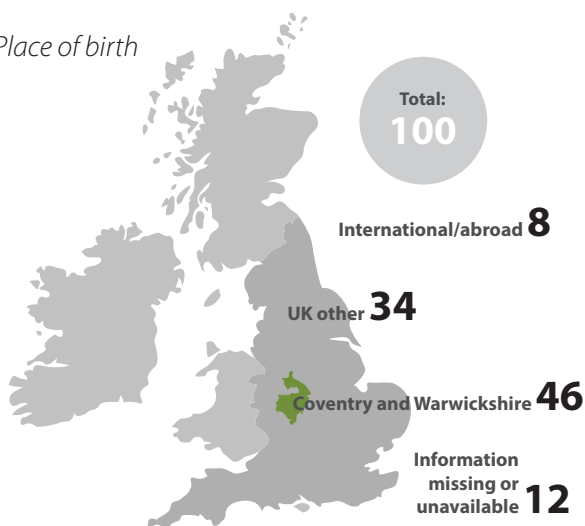 Place of birth
Total:
100
International/abroad 8
UK other 34
Coventry and Warwickshire 46
Information
missing or
unavailable 12